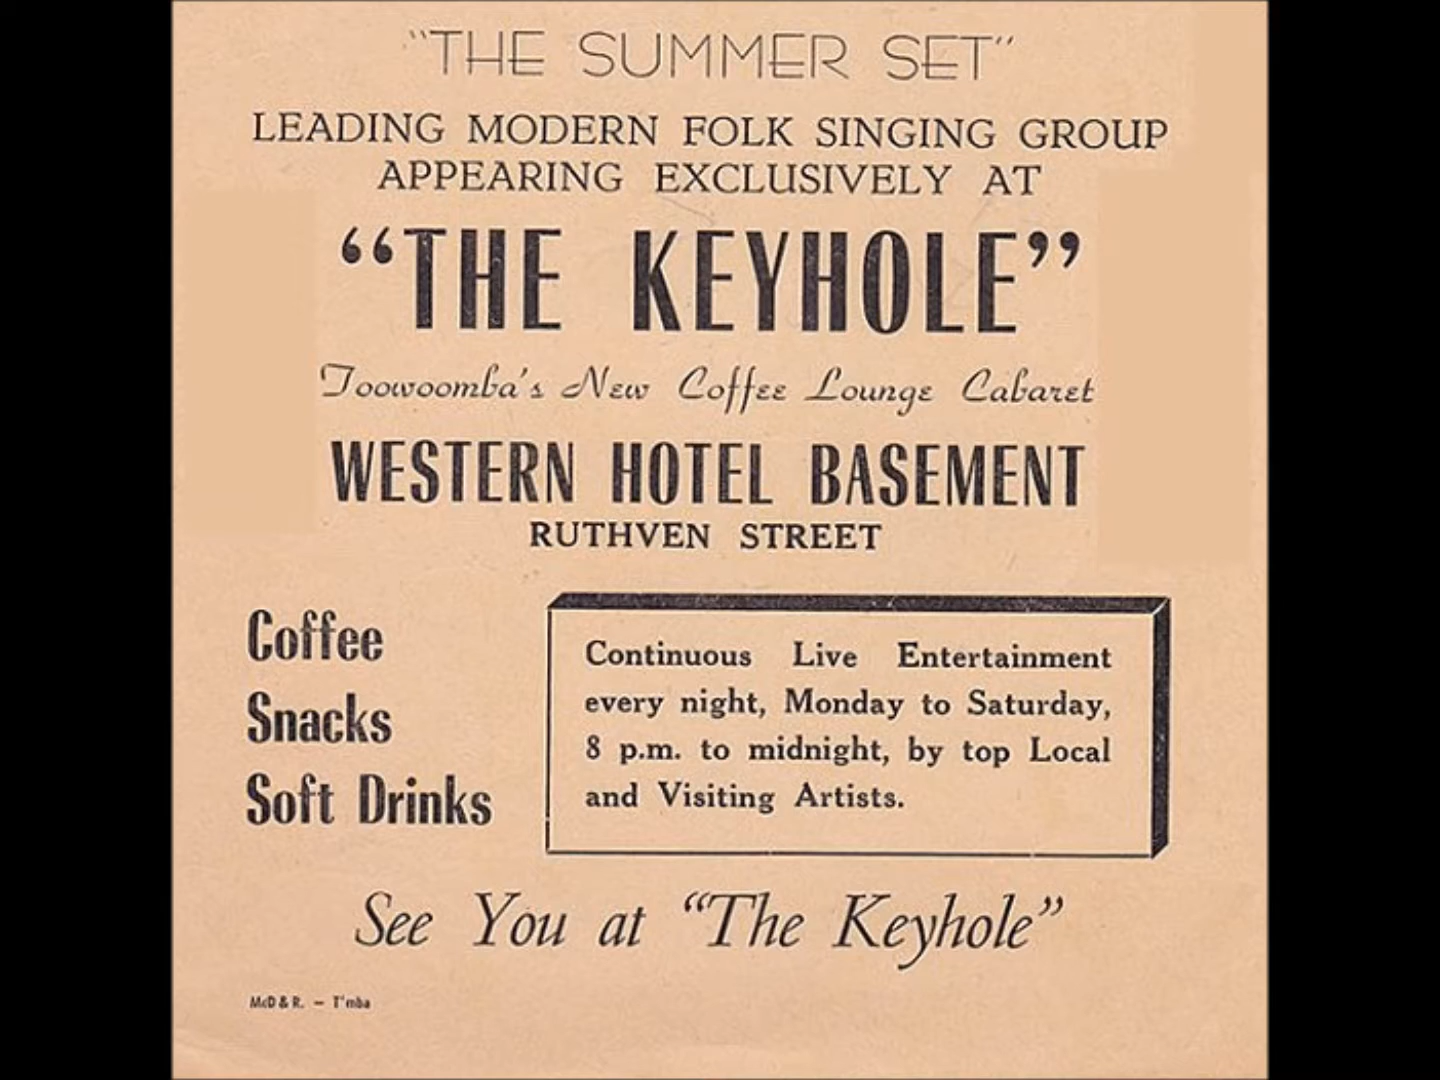 "THE SUMMER SET"
LEADING MODERN FOLK SINGING GROUP
APPEARING EXCLUSIVELY AT
"THE KEYHOLE"
Toowoomba's New Coffee Lounge Cabaret
WESTERN HOTEL BASEMENT
RUTHVEN STREET
Coffee
Snacks
Soft Drinks
Continuous Live Entertainment
every night, Monday to Saturday,
8 p.m. to midnight, by top Local
and Visiting Artists.
See You at "The Keyhole"
McD & R. – T'mba